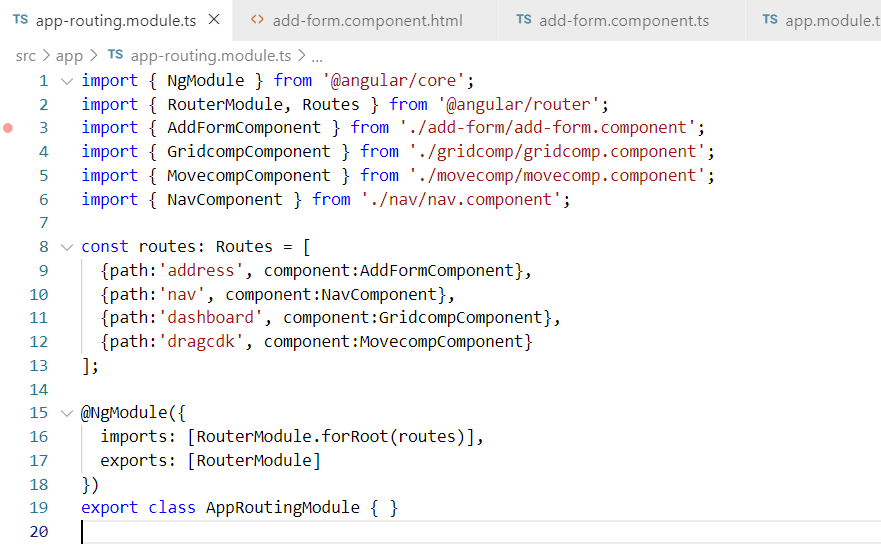 TS app-routing.module.ts × <> add-form.component.html TS add-form.component.ts TS app.module.t
src > app > TS app-routing.module.ts > ...
1 import { NgModule } from '@angular/core';
2 import { RouterModule, Routes } from '@angular/router';
3 import { AddFormComponent } from './add-form/add-form.component';
4 import { GridcompComponent } from './gridcomp/gridcomp.component';
5 import { MovecompComponent } from './movecomp/movecomp.component';
6 import { NavComponent } from './nav/nav.component';
7
8 const routes: Routes = [
9   {path:'address', component:AddFormComponent},
10   {path:'nav', component:NavComponent},
11   {path:'dashboard', component:GridcompComponent},
12   {path:'dragcdk', component:MovecompComponent}
13 ];
14
15 @NgModule({
16   imports: [RouterModule.forRoot(routes)],
17   exports: [RouterModule]
18 })
19 export class AppRoutingModule { }
20